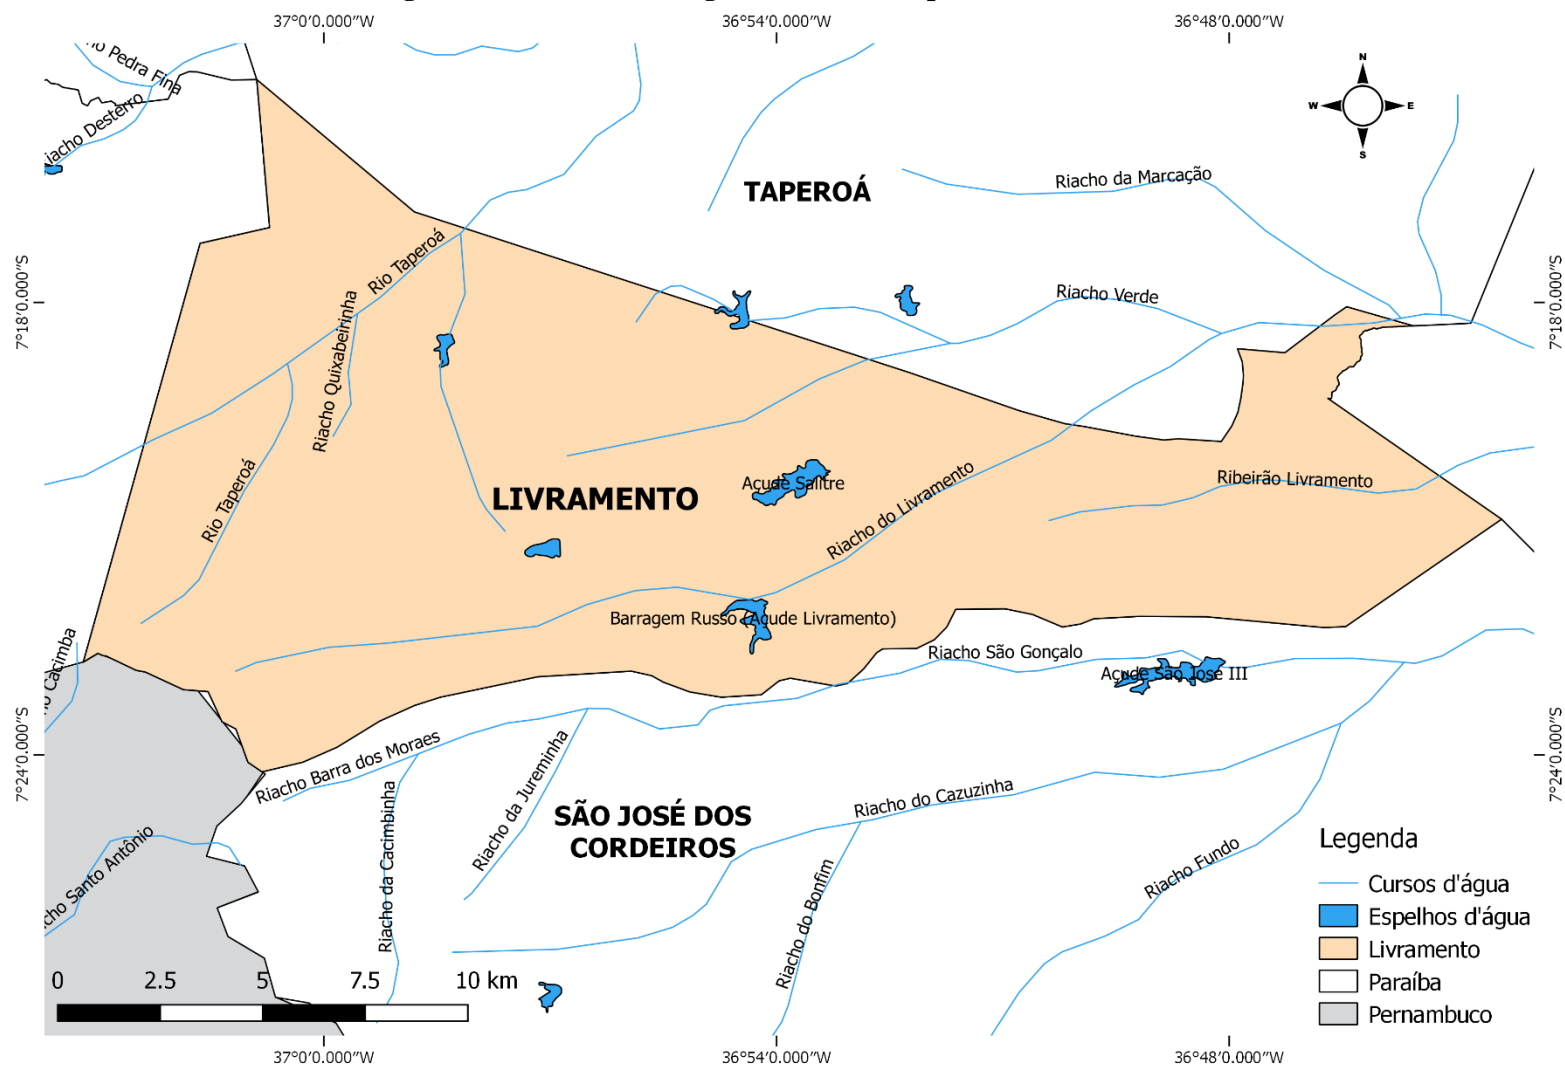 37°0′0.000″W
36°54′0.000″W
36°48′0.000″W
Pedra Fina
Desterro
N
W
E
S
TAPEROÁ
Riacho da Marcação
Rio Taperoá
7°18′0.000″S
7°18′0.000″S
Riacho Verde
Riacho Quixabeirinha
Rio Taperoá
LIVRAMENTO
Açude Salitre
Riacho do Livramento
Ribeirão Livramento
Barragem Russo (Açude Livramento)
Cacimba
Riacho São Gonçalo
Açude São José III
7°24′0.000″S
7°24′0.000″S
Riacho Barra dos Moraes
Riacho da Jureminha
Riacho da Cacimbinha
SÃO JOSÉ DOS
CORDEIROS
Riacho do Cazuzinha
Riacho do Bonfim
Riacho Fundo
Santo Antônio
Legenda
Cursos d'água
Espelhos d'água
Livramento
Paraíba
Pernambuco
0 2.5 5 7.5 10 km
37°0′0.000″W
36°54′0.000″W
36°48′0.000″W